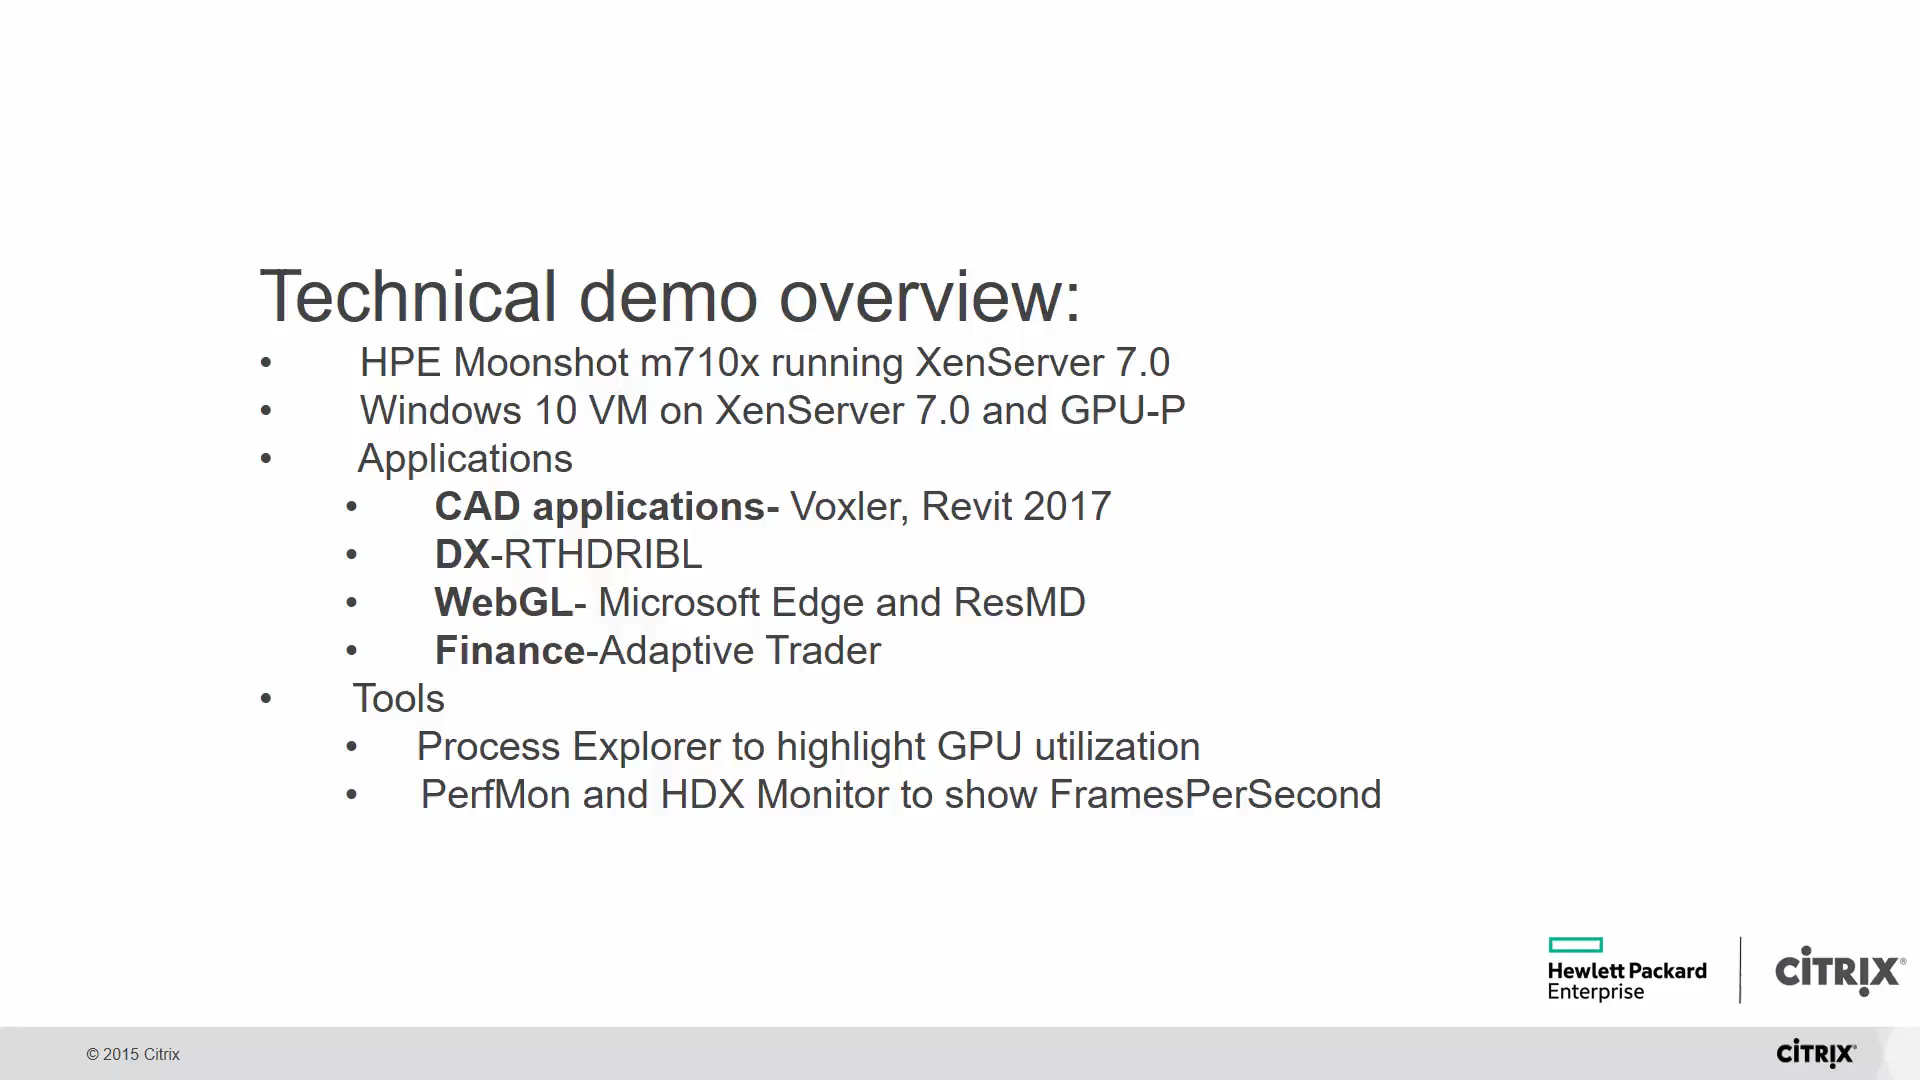 Technical demo overview:
• HPE Moonshot m710x running XenServer 7.0
• Windows 10 VM on XenServer 7.0 and GPU-P
• Applications
• CAD applications- Voxler, Revit 2017
• DX-RTHDRIBL
• WebGL- Microsoft Edge and ResMD
• Finance-Adaptive Trader
• Tools
• Process Explorer to highlight GPU utilization
• PerfMon and HDX Monitor to show FramesPerSecond
Hewlett Packard
Enterprise
CiTRIX®
© 2015 Citrix
CiTRIX®